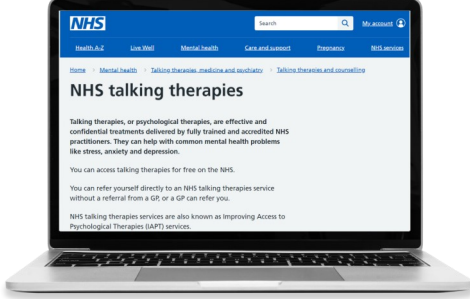 NHS
Search
My account
Health A-Z Live Well Mental health Care and support Pregnancy NHS services
Home > Mental health > Talking therapies, medicine and psychiatry > Talking therapies and counselling
NHS talking therapies
Talking therapies, or psychological therapies, are effective and
confidential treatments delivered by fully trained and accredited NHS
practitioners. They can help with common mental health problems
like stress, anxiety and depression.
You can access talking therapies for free on the NHS.
You can refer yourself directly to an NHS talking therapies service
without a referral from a GP, or a GP can refer you.
NHS talking therapies services are also known as Improving Access to
Psychological Therapies (IAPT) services.